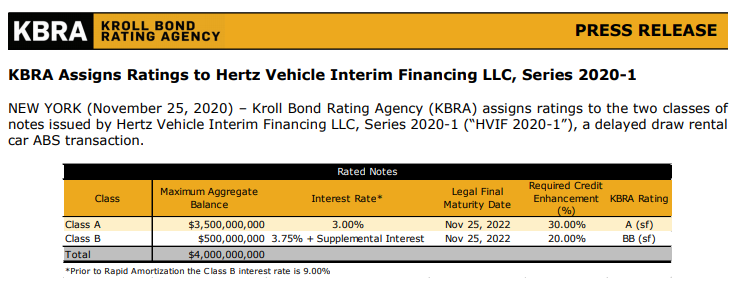 KBRA KROLL BOND RATING AGENCY PRESS RELEASE
KBRA Assigns Ratings to Hertz Vehicle Interim Financing LLC, Series 2020-1
NEW YORK (November 25, 2020) – Kroll Bond Rating Agency (KBRA) assigns ratings to the two classes of
notes issued by Hertz Vehicle Interim Financing LLC, Series 2020-1 (“HVIF 2020-1”), a delayed draw rental
car ABS transaction.
Rated Notes
Class Maximum Aggregate Balance Interest Rate* Legal Final Maturity Date Required Credit Enhancement (%) KBRA Rating
Class A $3,500,000,000 3.00% Nov 25, 2022 30.00% A (sf)
Class B $500,000,000 3.75% + Supplemental Interest Nov 25, 2022 20.00% BB (sf)
Total $4,000,000,000
*Prior to Rapid Amortization the Class B interest rate is 9.00%